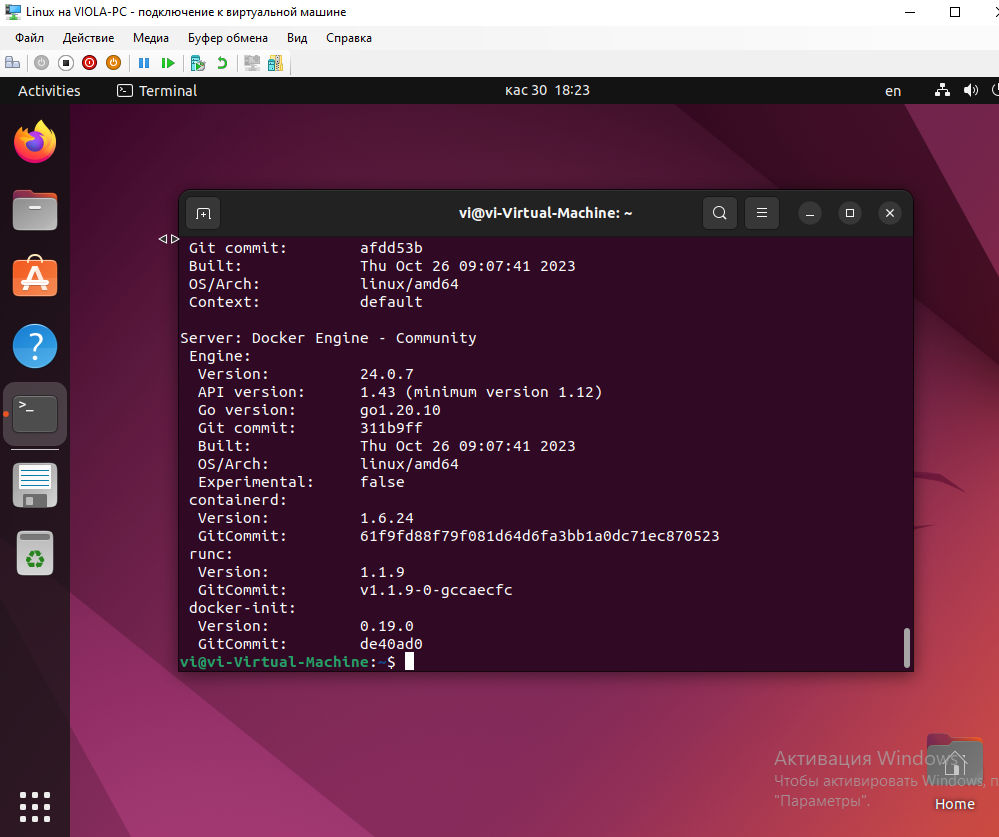 Linux на VIOLA-PC - подключение к виртуальной машине
Файл Действие Медиа Буфер обмена Вид Справка
Activities Terminal кас 30 18:23 en
vi@vi-Virtual-Machine: ~
Git commit: afdd53b
Built: Thu Oct 26 09:07:41 2023
OS/Arch: linux/amd64
Context: default
Server: Docker Engine - Community
Engine:
Version: 24.0.7
API version: 1.43 (minimum version 1.12)
Go version: go1.20.10
Git commit: 311b9ff
Built: Thu Oct 26 09:07:41 2023
OS/Arch: linux/amd64
Experimental: false
containerd:
Version: 1.6.24
GitCommit: 61f9fd88f79f081d64d6fa3bb1a0dc71ec870523
runc:
Version: 1.1.9
GitCommit: v1.1.9-0-gccaecfc
docker-init:
Version: 0.19.0
GitCommit: de40ad0
vi@vi-Virtual-Machine:~$
Активация Windows
Чтобы активировать Windows, п
"Параметры".
Home